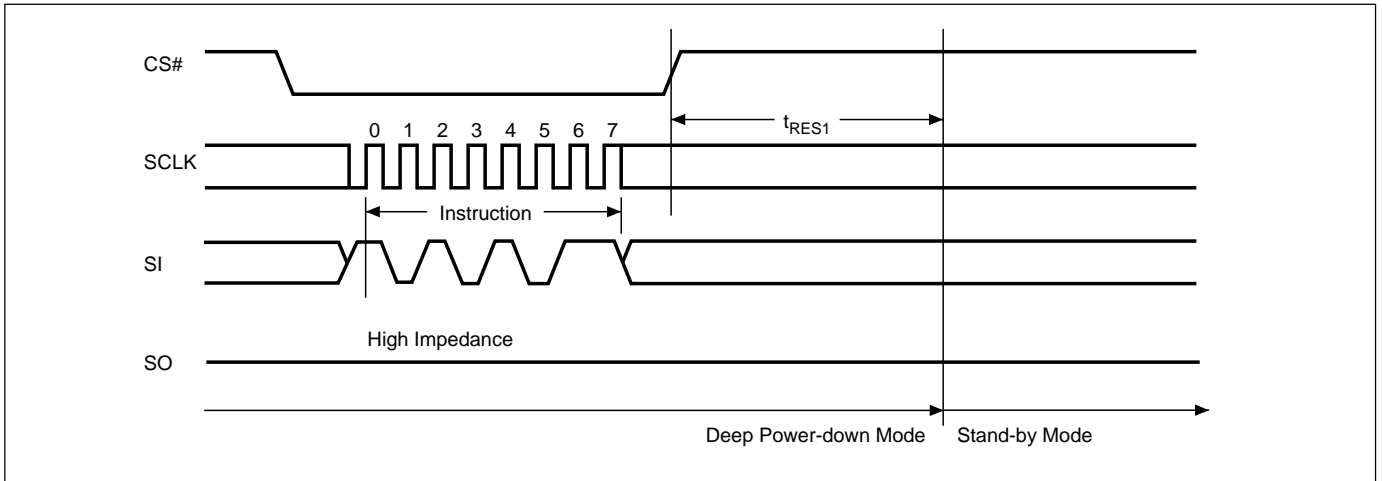 CS#
tRES1
0 1 2 3 4 5 6 7
SCLK
Instruction
SI
High Impedance
SO
Deep Power-down Mode Stand-by Mode